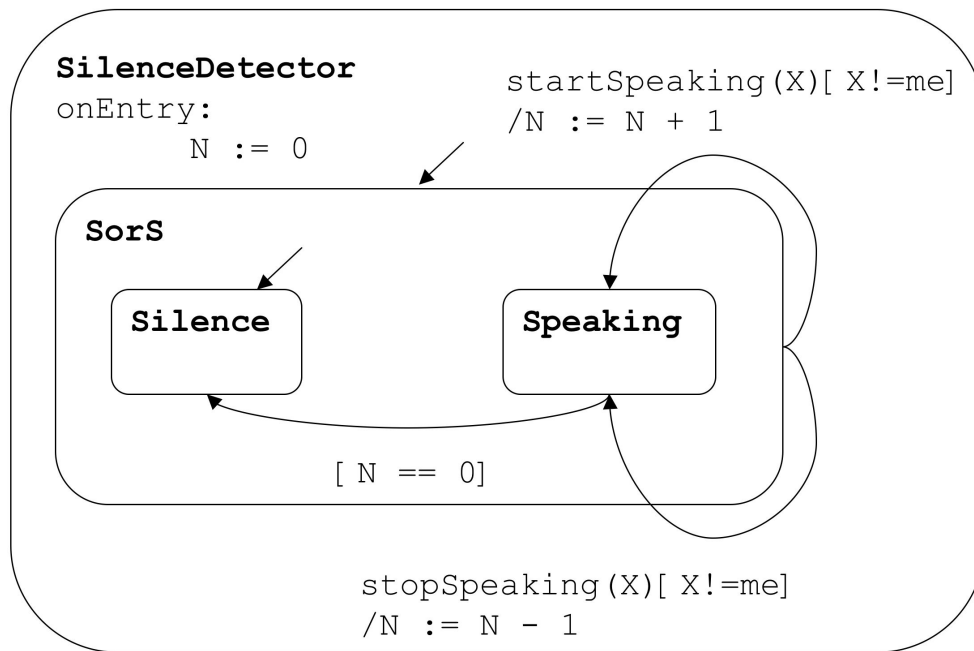 SilenceDetector
onEntry:
N := 0
startSpeaking(X)[ X!=me]
/N := N + 1
SorS
Silence
Speaking
[ N == 0]
stopSpeaking(X)[ X!=me]
/N := N - 1